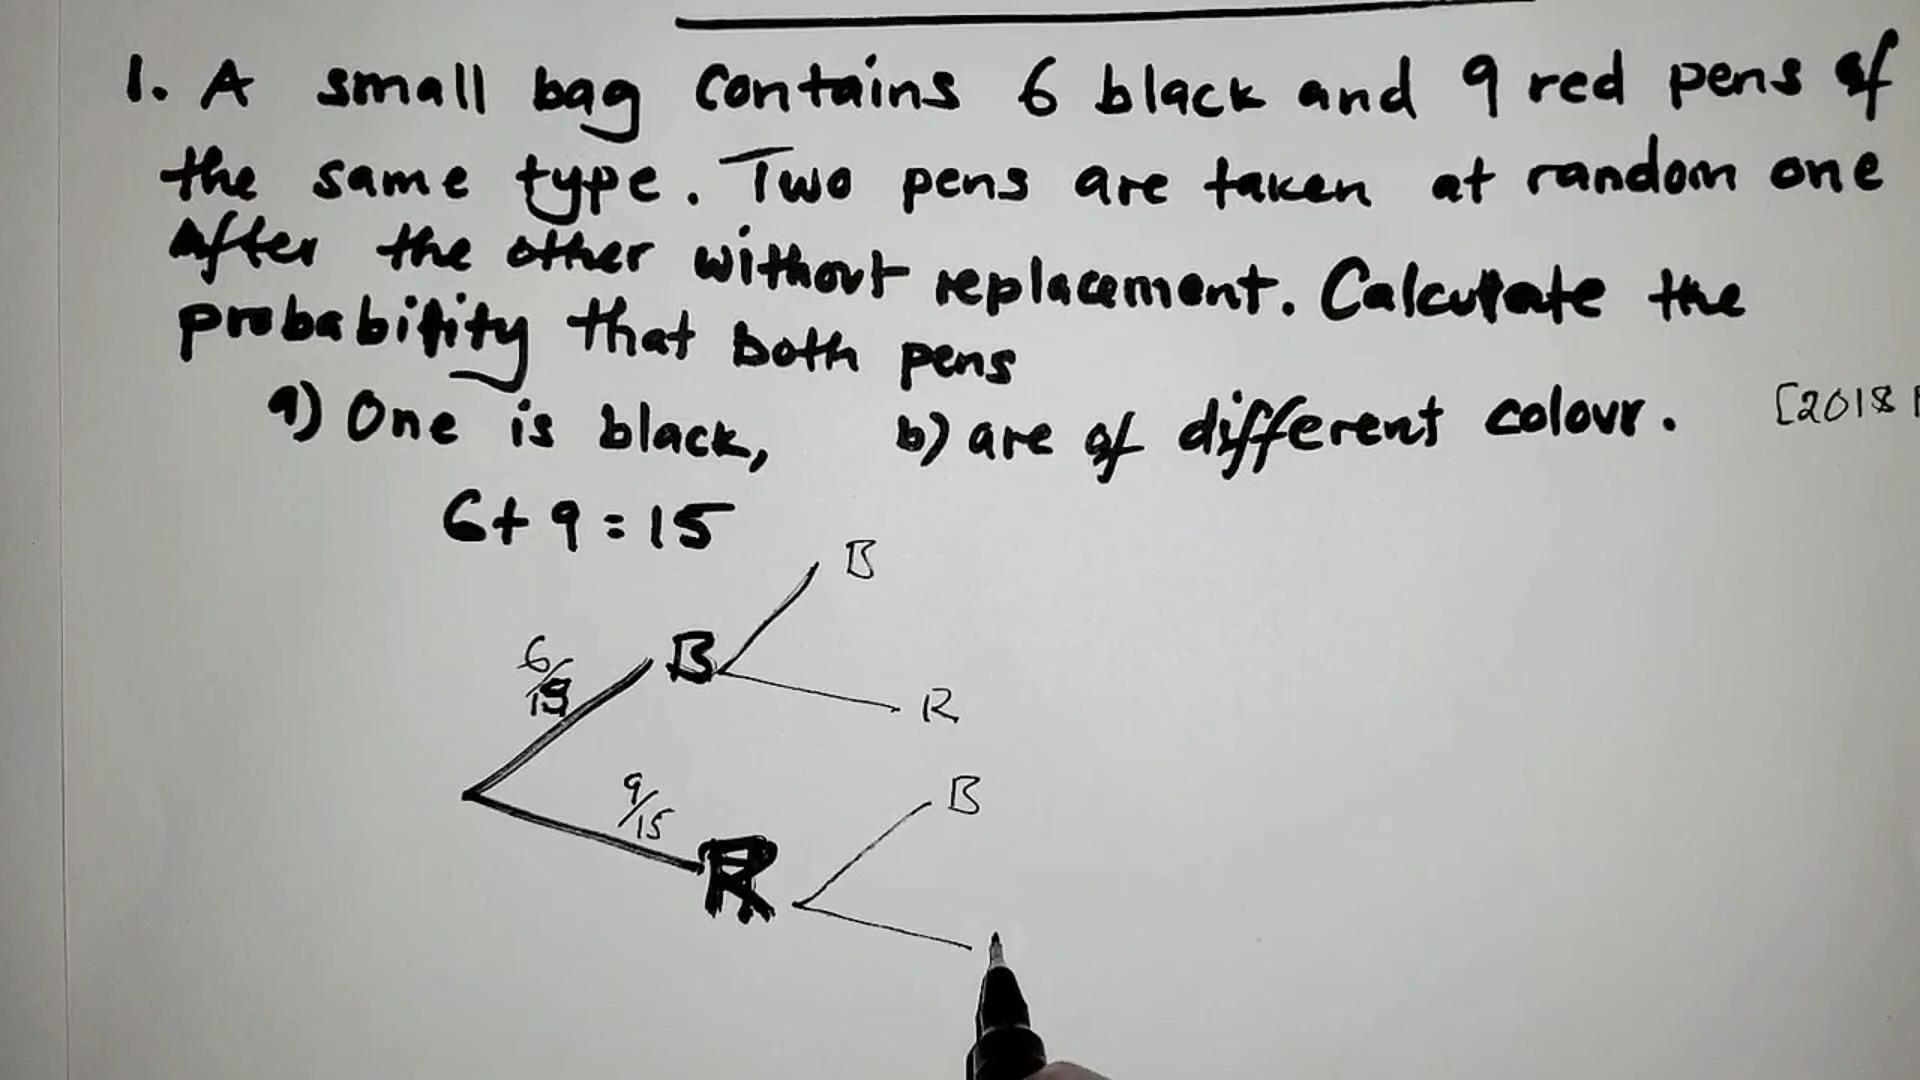 1. A small bag contains 6 black and 9 red pens of
the same type. Two pens are taken at random one
after the other without replacement. Calculate the
probability that both pens
a) One is black, b) are of different colour. [2018
6+9=15
B
6/15 B
R
9/15 B
R